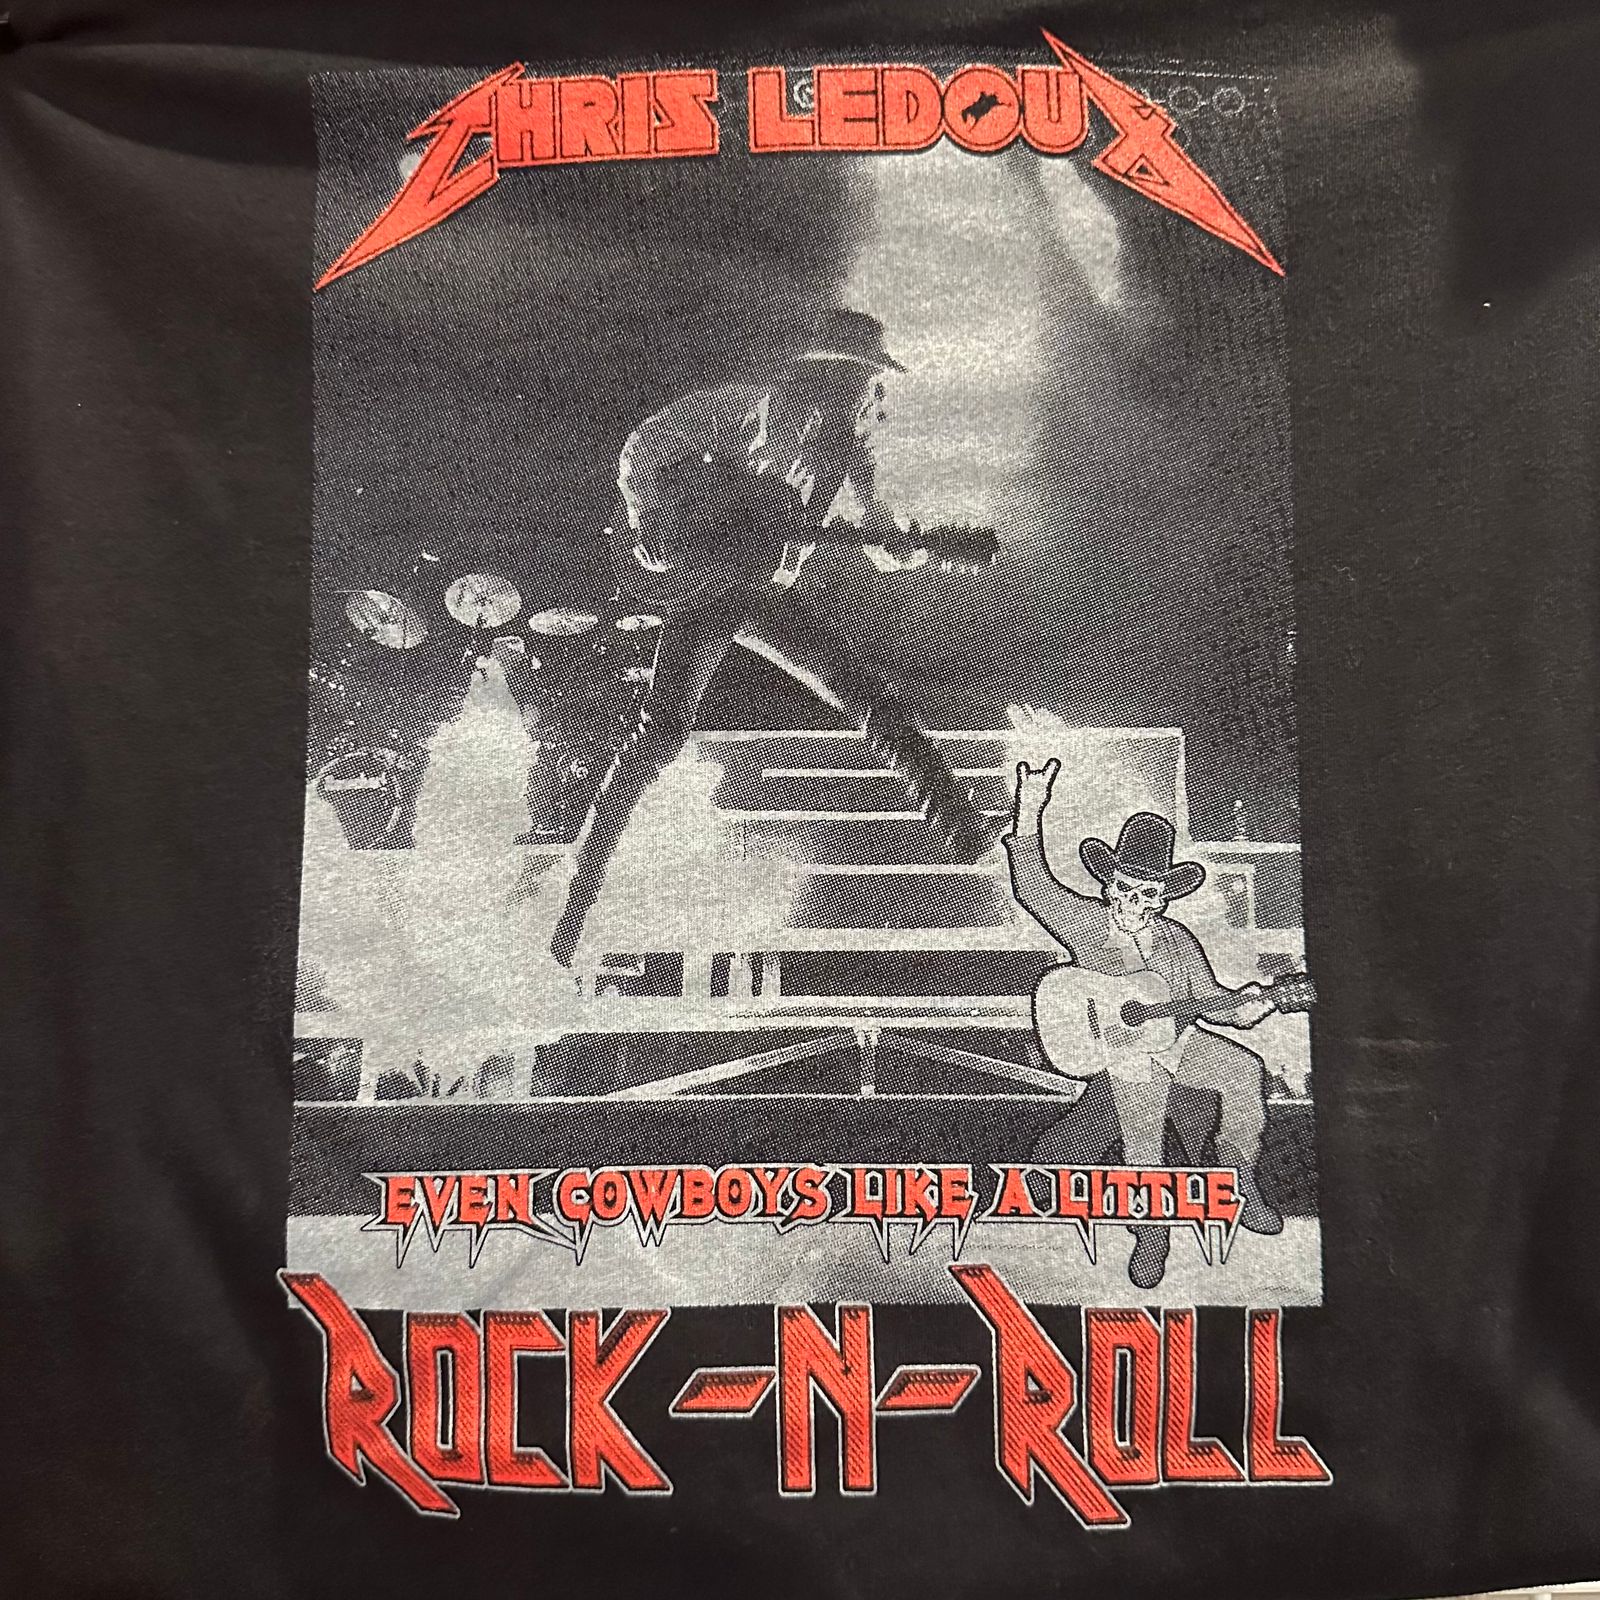 CHRIS LEDOUX
EVEN COWBOYS LIKE A LITTLE
ROCK-N-ROLL